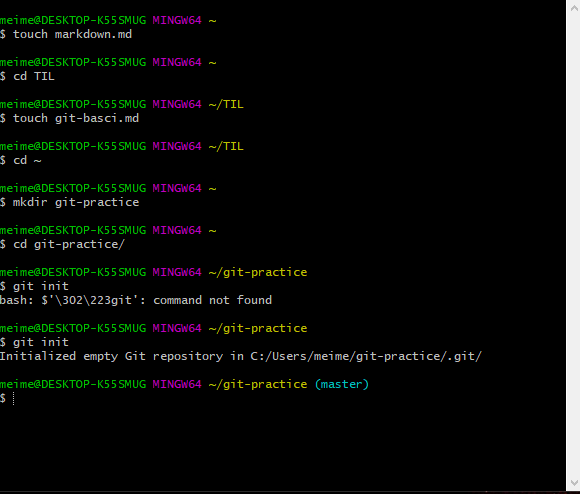 meime@DESKTOP-K55SMUG MINGW64 ~
$ touch markdown.md
meime@DESKTOP-K55SMUG MINGW64 ~
$ cd TIL
meime@DESKTOP-K55SMUG MINGW64 ~/TIL
$ touch git-basci.md
meime@DESKTOP-K55SMUG MINGW64 ~/TIL
$ cd ~
meime@DESKTOP-K55SMUG MINGW64 ~
$ mkdir git-practice
meime@DESKTOP-K55SMUG MINGW64 ~
$ cd git-practice/
meime@DESKTOP-K55SMUG MINGW64 ~/git-practice
$ git init
bash: $'\302\223git': command not found
meime@DESKTOP-K55SMUG MINGW64 ~/git-practice
$ git init
Initialized empty Git repository in C:/Users/meime/git-practice/.git/
meime@DESKTOP-K55SMUG MINGW64 ~/git-practice (master)
$